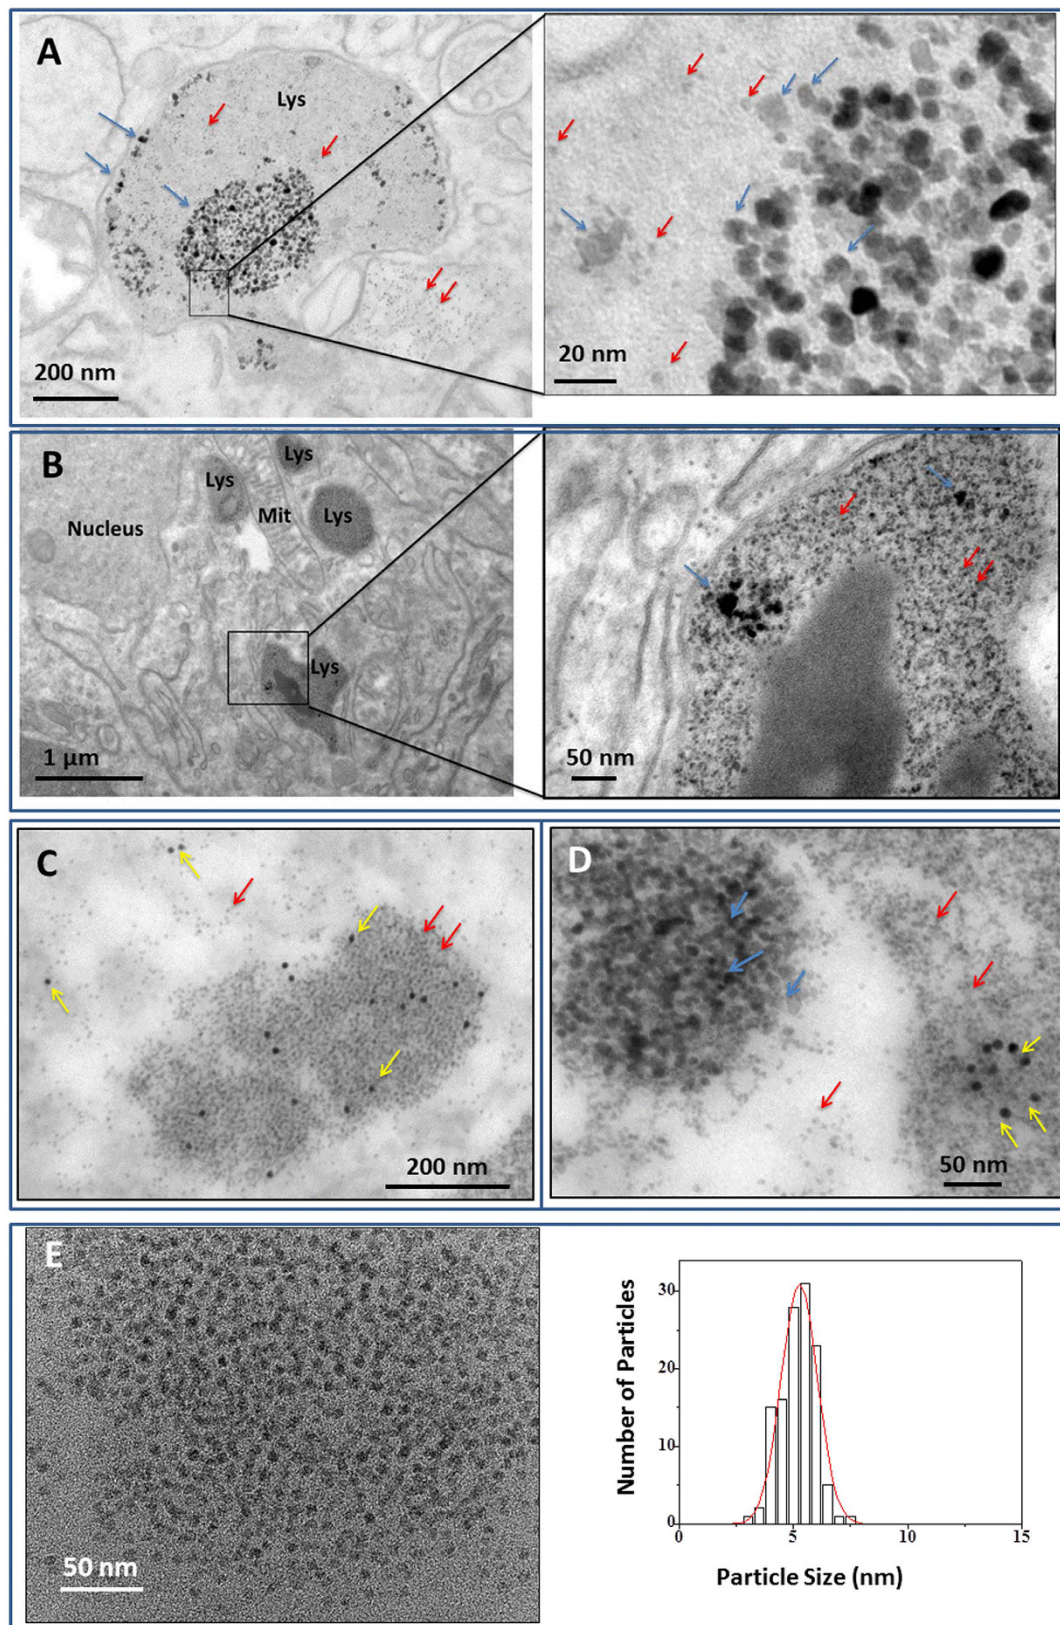 A
Lys
200 nm
20 nm
B
Lys
Lys
Nucleus
Mit
Lys
Lys
1 μm
50 nm
C
200 nm
D
50 nm
E
50 nm
Number of Particles
30
20
10
0
0
5
10
15
Particle Size (nm)